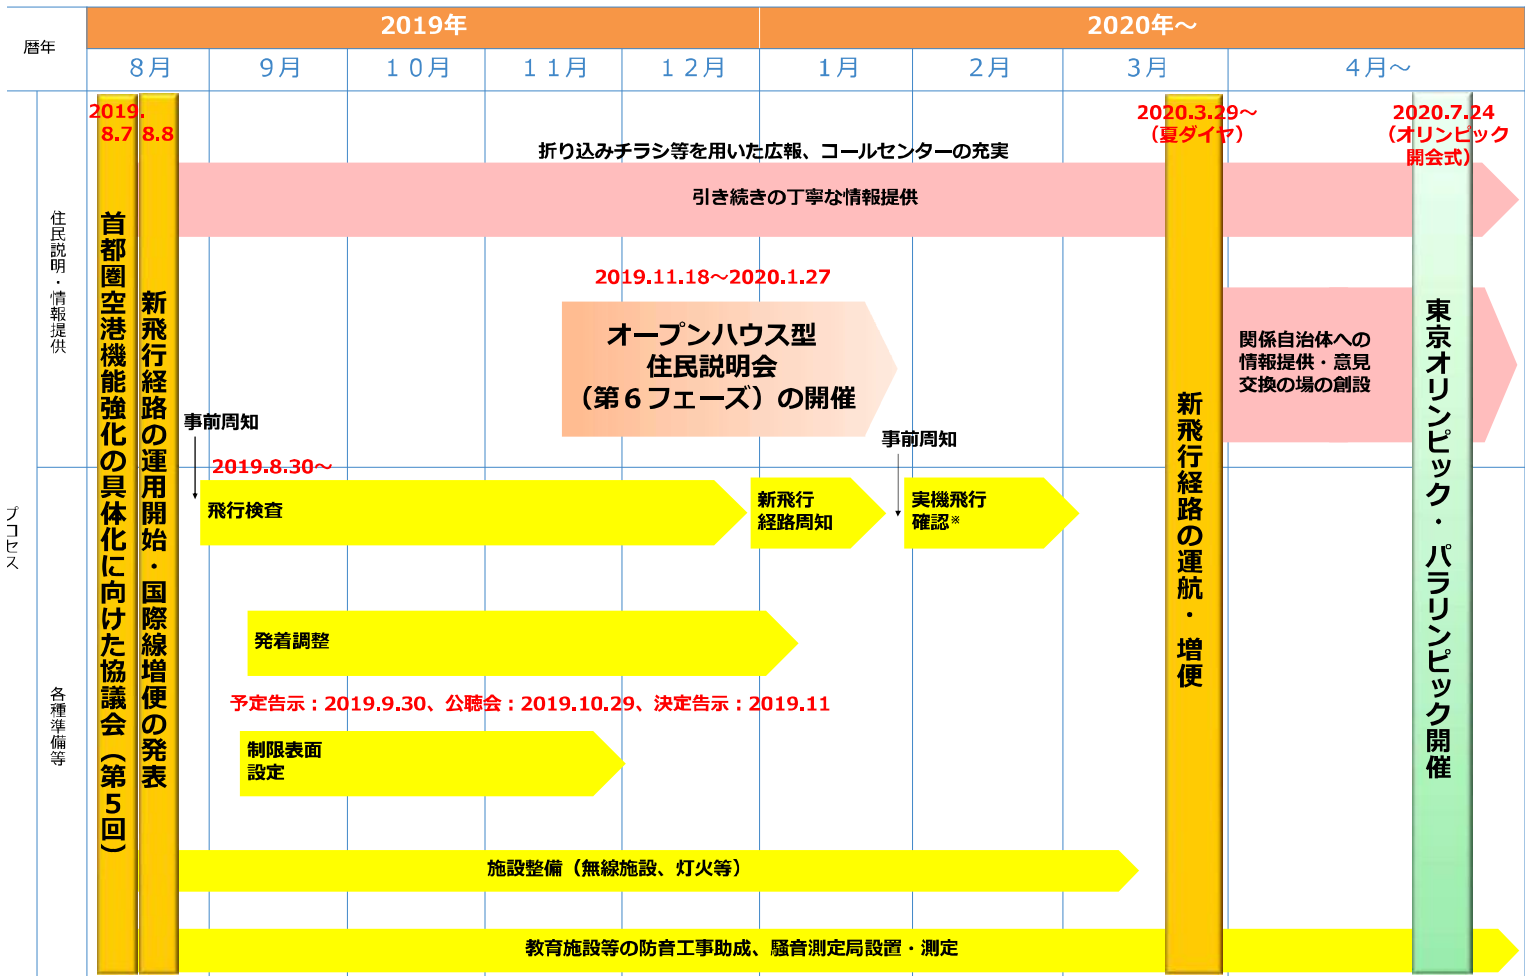 暦年
2019年
2020年～
8月
9月
10月
11月
12月
1月
2月
3月
4月～
プロセス
住民説明・情報提供
各種準備等
2019.
8.7
8.8
2020.3.29～
（夏ダイヤ）
2020.7.24
（オリンピック
開会式）
首都圏空港機能強化の具体化に向けた協議会（第5回）
新飛行経路の運用開始・国際線増便の発表
折り込みチラシ等を用いた広報、コールセンターの充実
引き続きの丁寧な情報提供
2019.11.18～2020.1.27
オープンハウス型
住民説明会
（第６フェーズ）の開催
関係自治体への
情報提供・意見
交換の場の創設
新飛行経路の運航・増便
東京オリンピック・パラリンピック開催
事前周知
2019.8.30～
飛行検査
新飛行
経路周知
事前周知
実機飛行
確認※
発着調整
予定告示：2019.9.30、公聴会：2019.10.29、決定告示：2019.11
制限表面
設定
施設整備（無線施設、灯火等）
教育施設等の防音工事助成、騒音測定局設置・測定